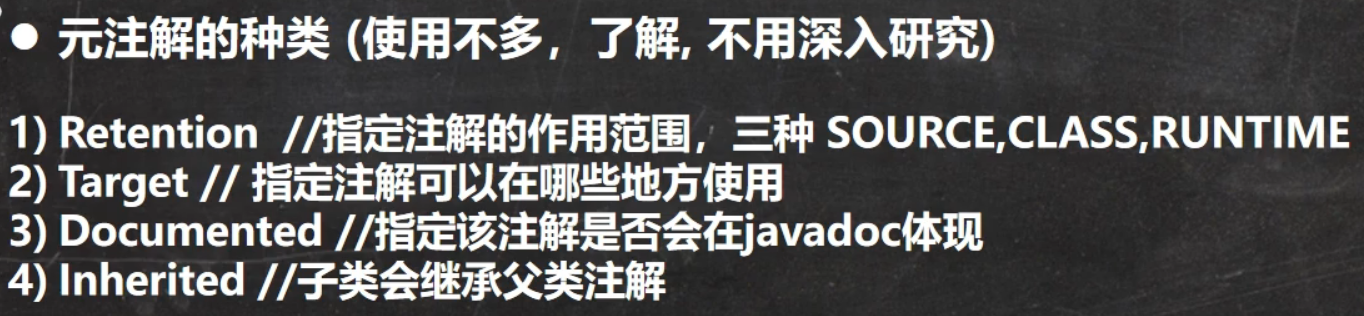 ● 元注解的种类 (使用不多，了解, 不用深入研究)
1) Retention //指定注解的作用范围，三种 SOURCE,CLASS,RUNTIME
2) Target // 指定注解可以在哪些地方使用
3) Documented //指定该注解是否会在javadoc体现
4) Inherited //子类会继承父类注解